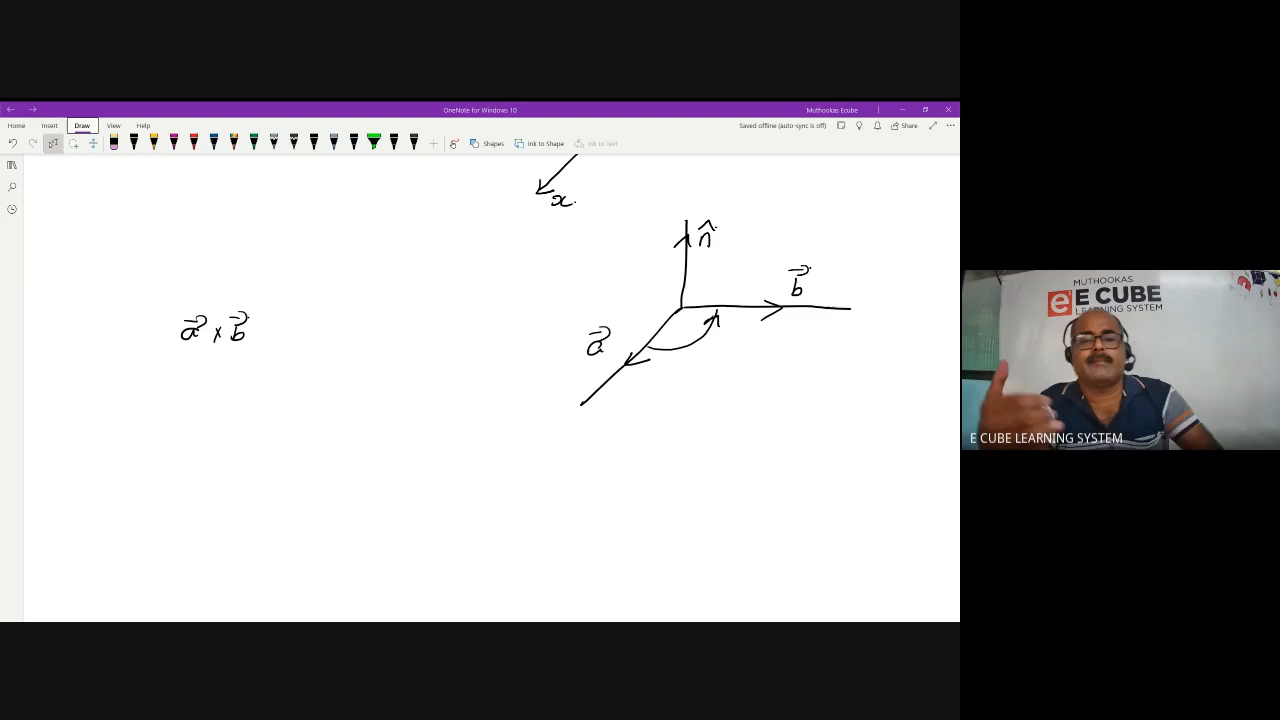 OneNote for Windows 10
Muthookas Ecube
Home Insert Draw View Help
Saved offline (auto-sync is off)
Share
Shapes
Ink to Shape
Ink to Text
x
n̂
b⃗
a⃗
a⃗ × b⃗
MUTHOOKAS
e³ E CUBE
LEARNING SYSTEM
E CUBE LEARNING SYSTEM